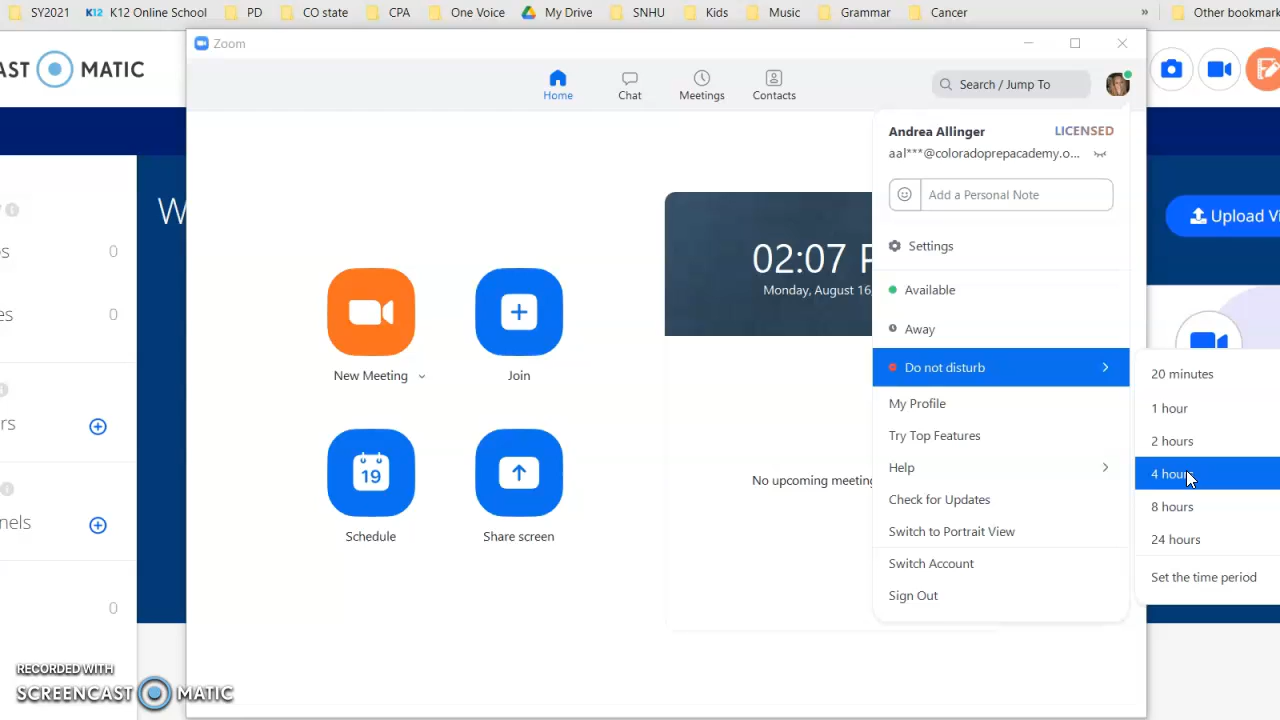 SY2021 K12 K12 Online School PD CO state CPA One Voice My Drive SNHU Kids Music Grammar Cancer » Other bookmark
Zoom
AST MATIC
Home Chat Meetings Contacts
Search / Jump To
Andrea Allinger LICENSED
aal***@coloradoprepacademy.o...
Add a Personal Note
Settings
Available
Away
Do not disturb
My Profile
Try Top Features
Help
Check for Updates
Switch to Portrait View
Switch Account
Sign Out
20 minutes
1 hour
2 hours
4 hours
8 hours
24 hours
Set the time period
02:07 P
Monday, August 16,
No upcoming meeting
New Meeting
Join
19
Schedule
Share screen
W
Upload Vi
0
es
0
rs
nels
0
RECORDED WITH
SCREENCAST MATIC